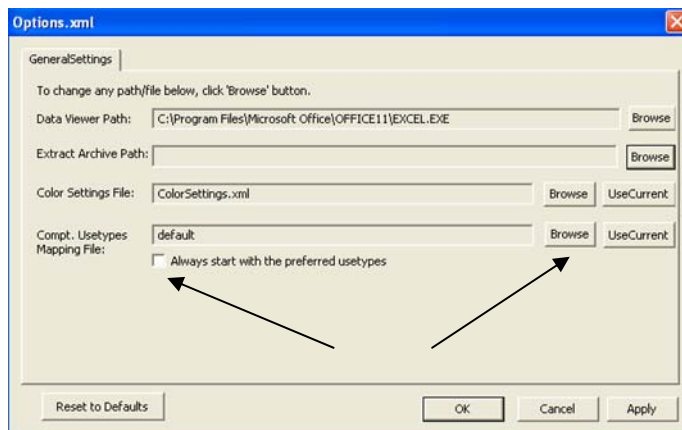 Options.xml
GeneralSettings
To change any path/file below, click 'Browse' button.
Data Viewer Path: C:\Program Files\Microsoft Office\OFFICE11\EXCEL.EXE Browse
Extract Archive Path: Browse
Color Settings File: ColorSettings.xml Browse UseCurrent
Compt. Usetypes default Browse UseCurrent
Mapping File:
Always start with the preferred usetypes
Reset to Defaults OK Cancel Apply